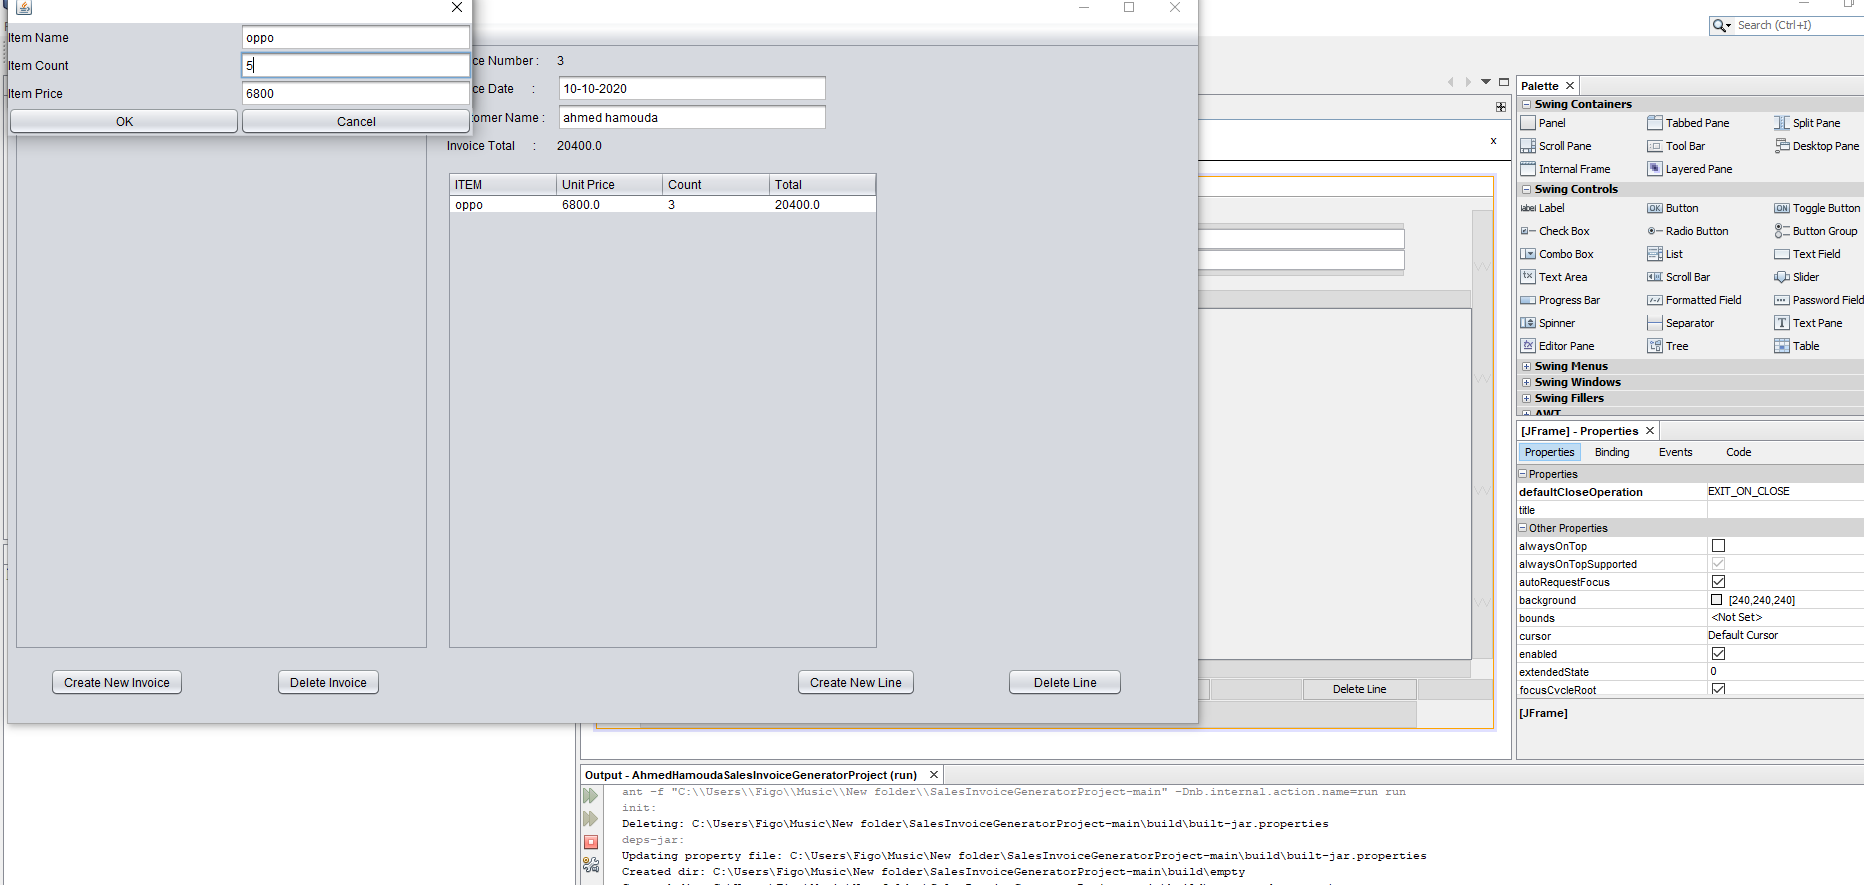 Item Name oppo
Item Count 5
Item Price 6800
OK Cancel
ce Number : 3
ce Date : 10-10-2020
tomer Name : ahmed hamouda
Invoice Total : 20400.0
ITEM Unit Price Count Total
oppo 6800.0 3 20400.0
Create New Invoice Delete Invoice Create New Line Delete Line
x
Delete Line
Search (Ctrl+I)
Palette
Swing Containers
Panel Tabbed Pane Split Pane
Scroll Pane Tool Bar Desktop Pane
Internal Frame Layered Pane
Swing Controls
Label Button Toggle Button
Check Box Radio Button Button Group
Combo Box List Text Field
Text Area Scroll Bar Slider
Progress Bar Formatted Field Password Field
Spinner Separator Text Pane
Editor Pane Tree Table
Swing Menus
Swing Windows
Swing Fillers
AWT
[JFrame] - Properties
Properties Binding Events Code
Properties
defaultCloseOperation EXIT_ON_CLOSE
title
Other Properties
alwaysOnTop
alwaysOnTopSupported
autoRequestFocus
background [240,240,240]
bounds <Not Set>
cursor Default Cursor
enabled
extendedState 0
focusCycleRoot
[JFrame]
Output - AhmedHamoudaSalesInvoiceGeneratorProject (run)
ant -f "C:\\Users\\Figo\\Music\\New folder\\SalesInvoiceGeneratorProject-main" -Dnb.internal.action.name=run run
init:
Deleting: C:\Users\Figo\Music\New folder\SalesInvoiceGeneratorProject-main\build\built-jar.properties
deps-jar:
Updating property file: C:\Users\Figo\Music\New folder\SalesInvoiceGeneratorProject-main\build\built-jar.properties
Created dir: C:\Users\Figo\Music\New folder\SalesInvoiceGeneratorProject-main\build\empty